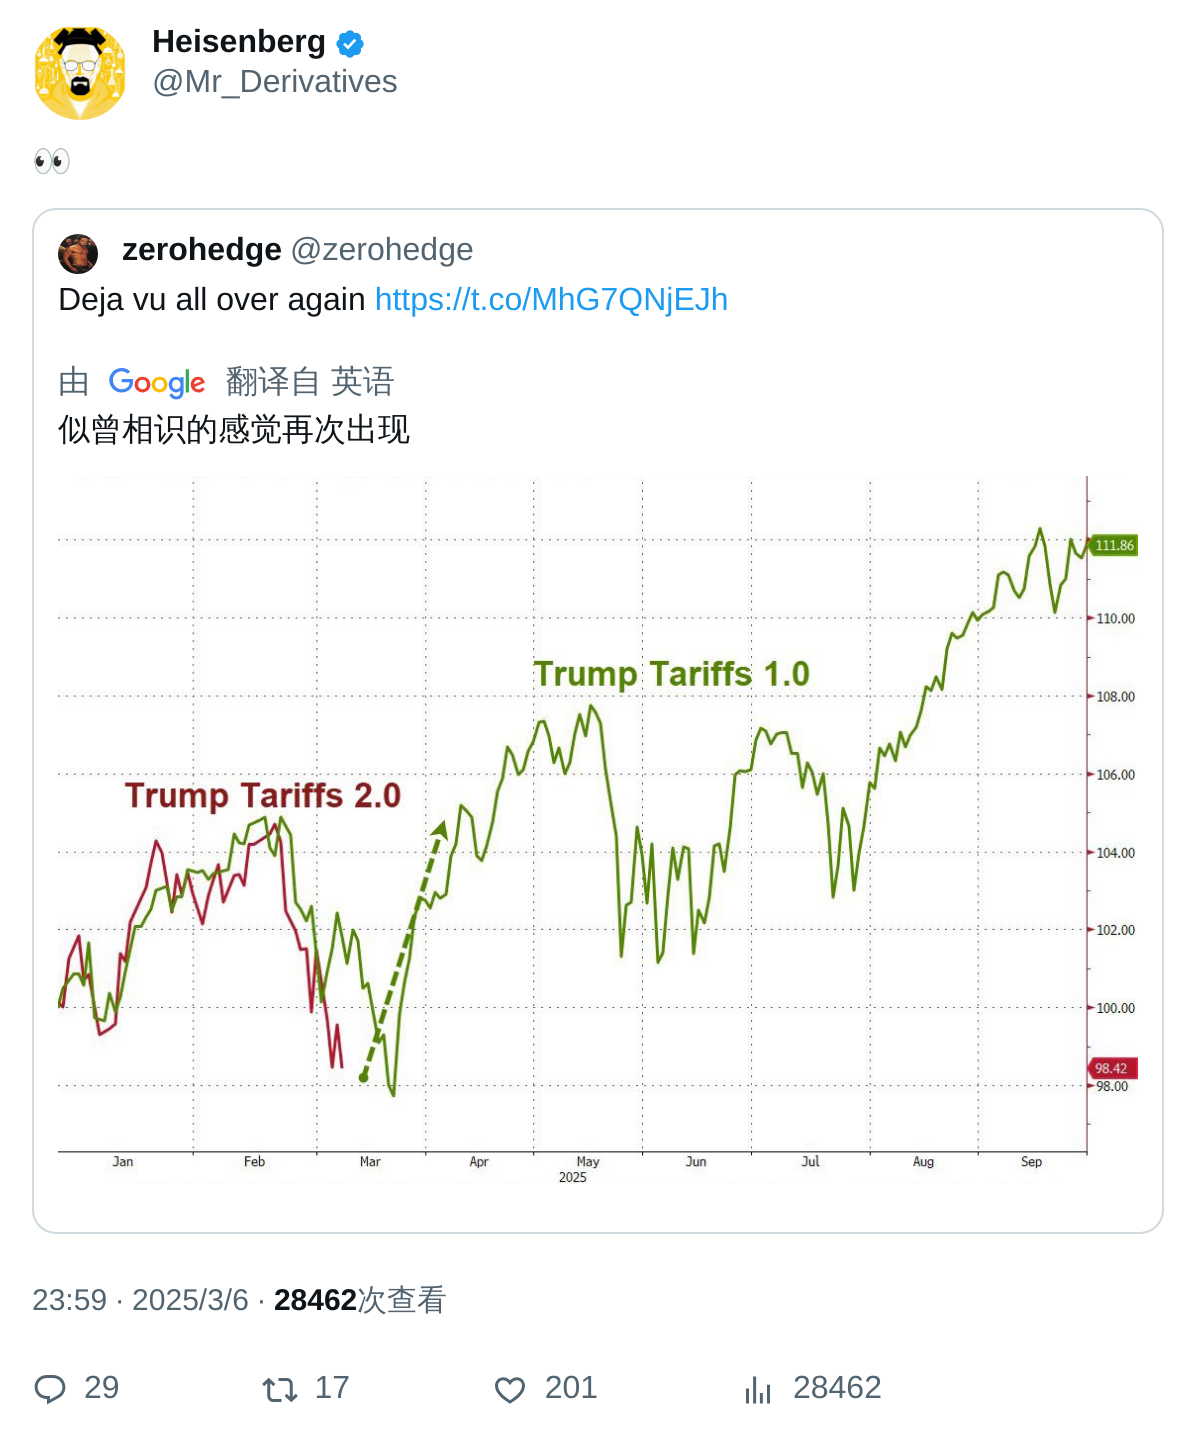 Heisenberg
@Mr_Derivatives
👀
zerohedge @zerohedge
Deja vu all over again https://t.co/MhG7QNjEJh
由 Google 翻译自 英语
似曾相识的感觉再次出现
111.86
110.00
Trump Tariffs 1.0
108.00
106.00
Trump Tariffs 2.0
104.00
102.00
100.00
98.42
98.00
Jan Feb Mar Apr May Jun Jul Aug Sep
2025
23:59 · 2025/3/6 · 28462次查看
29 17 201 28462